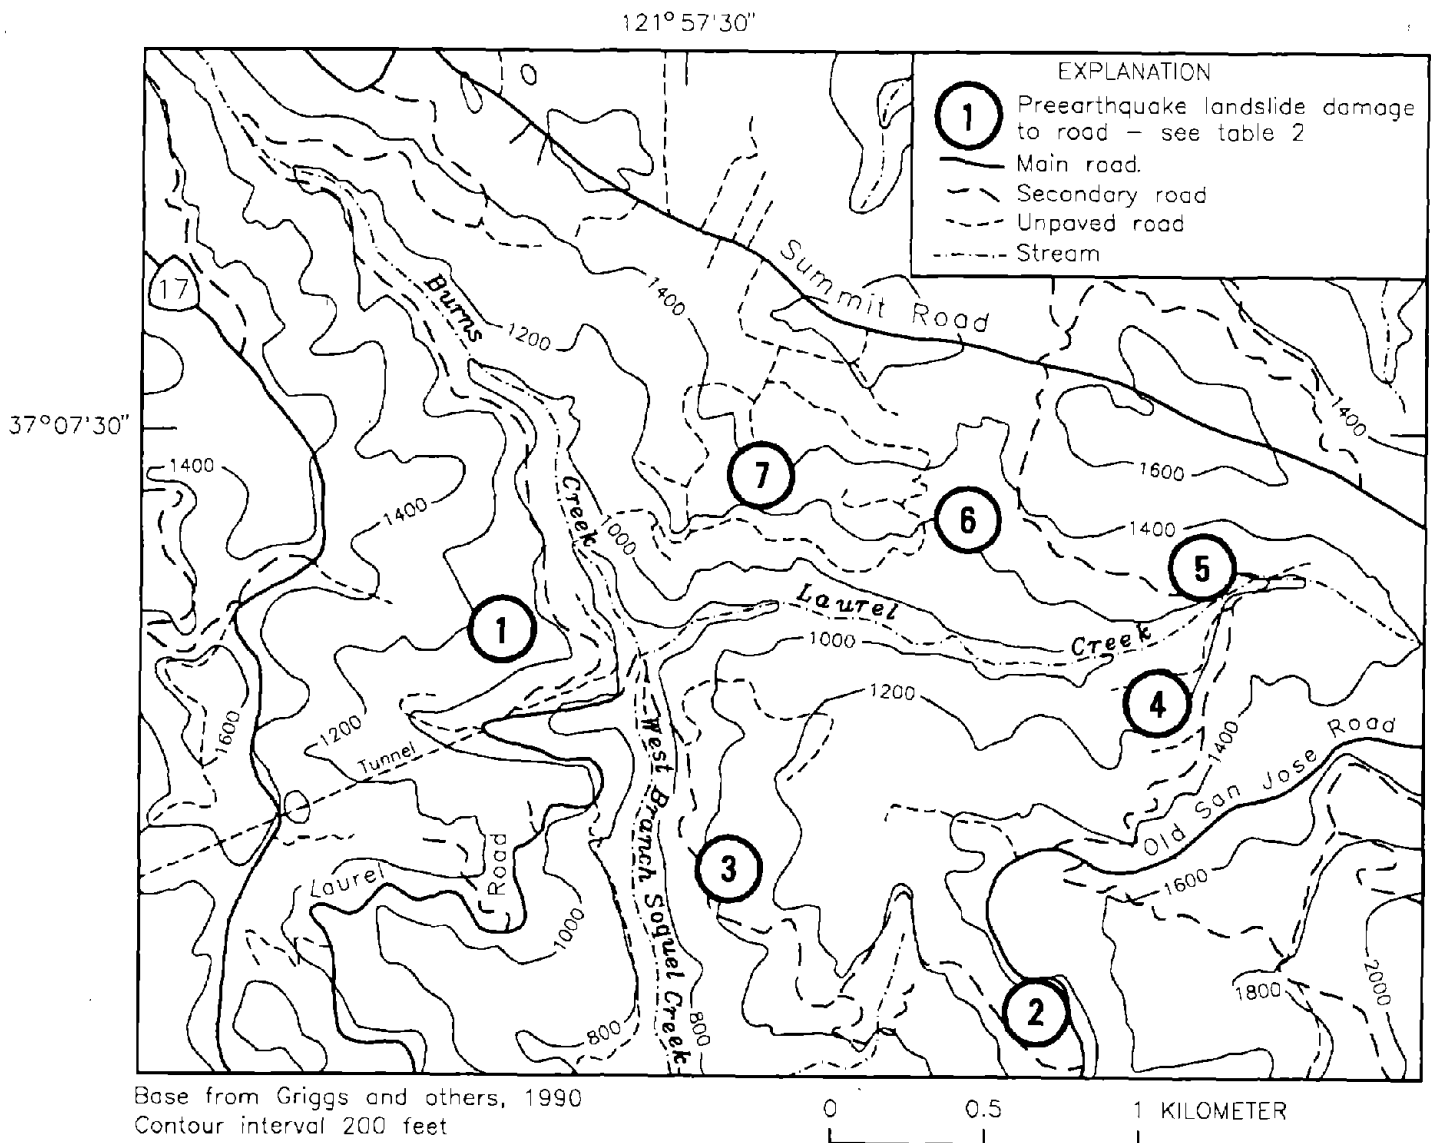 121°57'30"
EXPLANATION
1 Preearthquake landslide damage
to road – see table 2
Main road.
Secondary road
Unpaved road
Stream
Summit Road
17
Burns
Creek
1400
1200
37°07'30"
1400
1400
1400
1600
1400
7
6
5
1000
1
Laurel
Creek
1000
1200
4
1600
1200
Tunnel
West Branch Soquel Creek
1400
Old San Jose Road
Laurel
Road
3
1600
1000
2
1800
2000
800
800
Base from Griggs and others, 1990
Contour interval 200 feet
0 0.5 1 KILOMETER